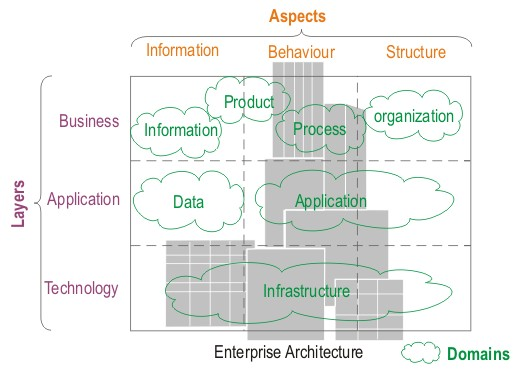 Aspects
Information Behaviour Structure
Layers
Business
Information
Product
Process
organization
Application
Data
Application
Technology
Infrastructure
Enterprise Architecture
Domains